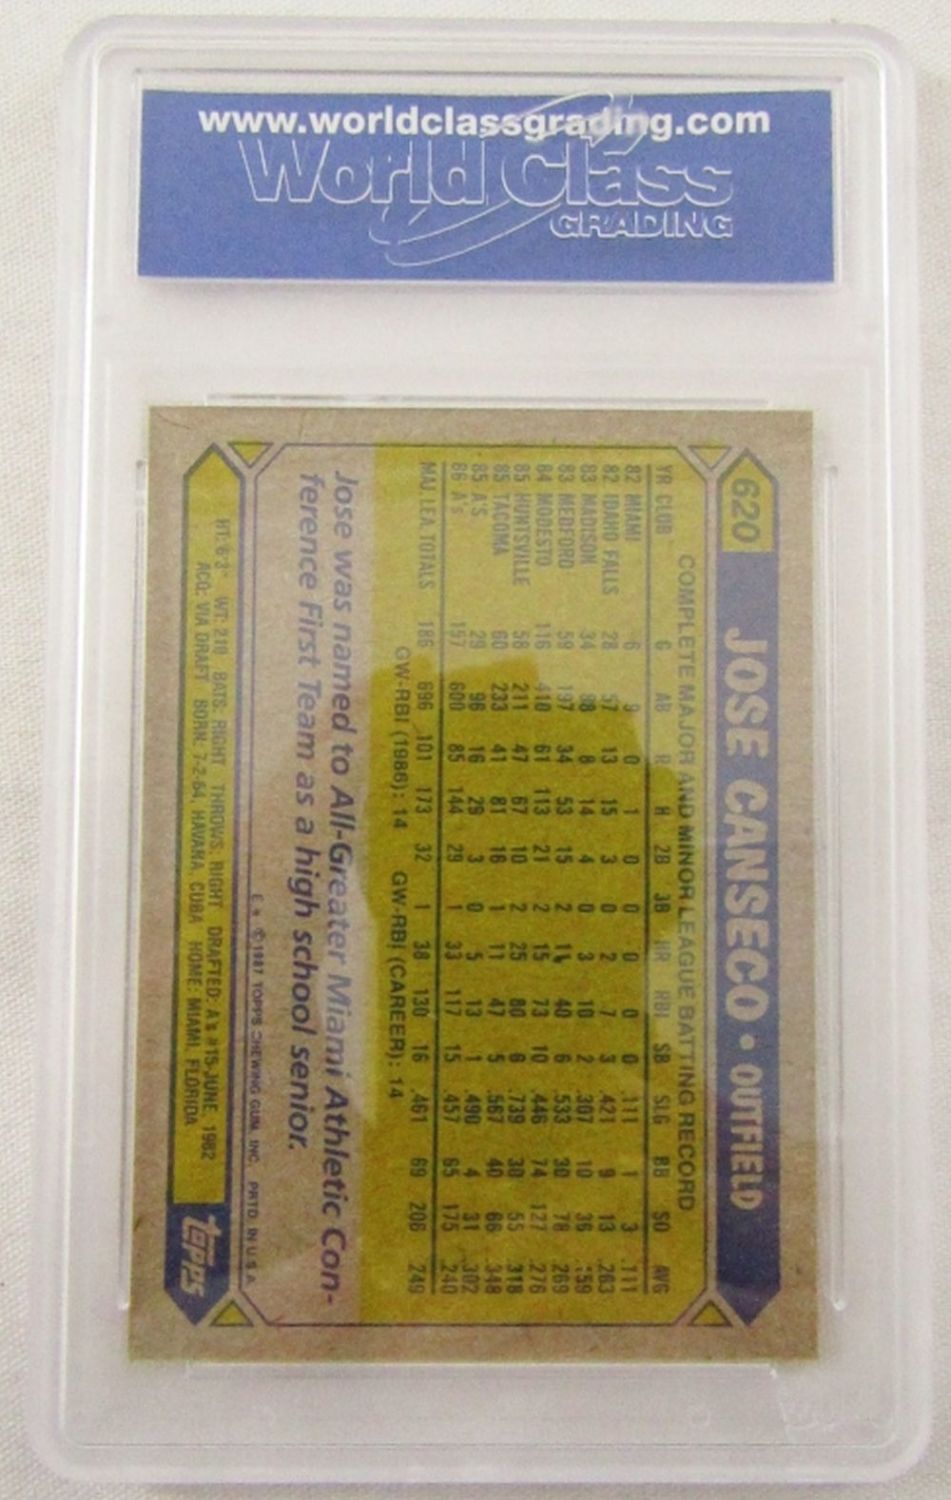 www.worldclassgrading.com
World Class
GRADING
620 JOSE CANSECO • OUTFIELD
COMPLETE MAJOR AND MINOR LEAGUE BATTING RECORD
YR CLUB G AB R H 2B 3B HR RBI SB SLG BB SO AVG
82 MIAMI 6 9 0 1 0 0 0 0 0 .111 1 3 .111
82 IDAHO FALLS 28 57 13 15 3 0 2 7 3 .421 9 13 .263
83 MADISON 34 88 8 14 4 0 3 10 2 .307 10 36 .159
83 MEDFORD 59 197 34 53 15 2 11 40 6 .533 30 78 .269
84 MODESTO 116 410 61 113 21 2 15 73 10 .446 74 127 .276
85 HUNTSVILLE 58 211 47 67 10 2 25 80 6 .739 30 55 .318
85 TACOMA 60 233 41 81 16 1 11 47 5 .567 40 66 .348
85 A'S 29 96 16 29 3 0 5 13 1 .490 4 31 .302
86 A's 157 600 85 144 29 1 33 117 15 .457 65 175 .240
MAJ. LEA. TOTALS 186 696 101 173 32 1 38 130 16 .461 69 206 .249
GW-RBI (1986): 14 GW-RBI (CAREER): 14
Jose was named to All-Greater Miami Athletic Con-
ference First Team as a high school senior.
©1987 TOPPS CHEWING GUM, INC. PRTD. IN U.S.A.
HT: 6'3" WT: 210 BATS: RIGHT THROWS: RIGHT DRAFTED: A's #15-JUNE, 1982
ACQ: VIA DRAFT BORN: 7-2-64, HAVANA, CUBA HOME: MIAMI, FLORIDA
topps